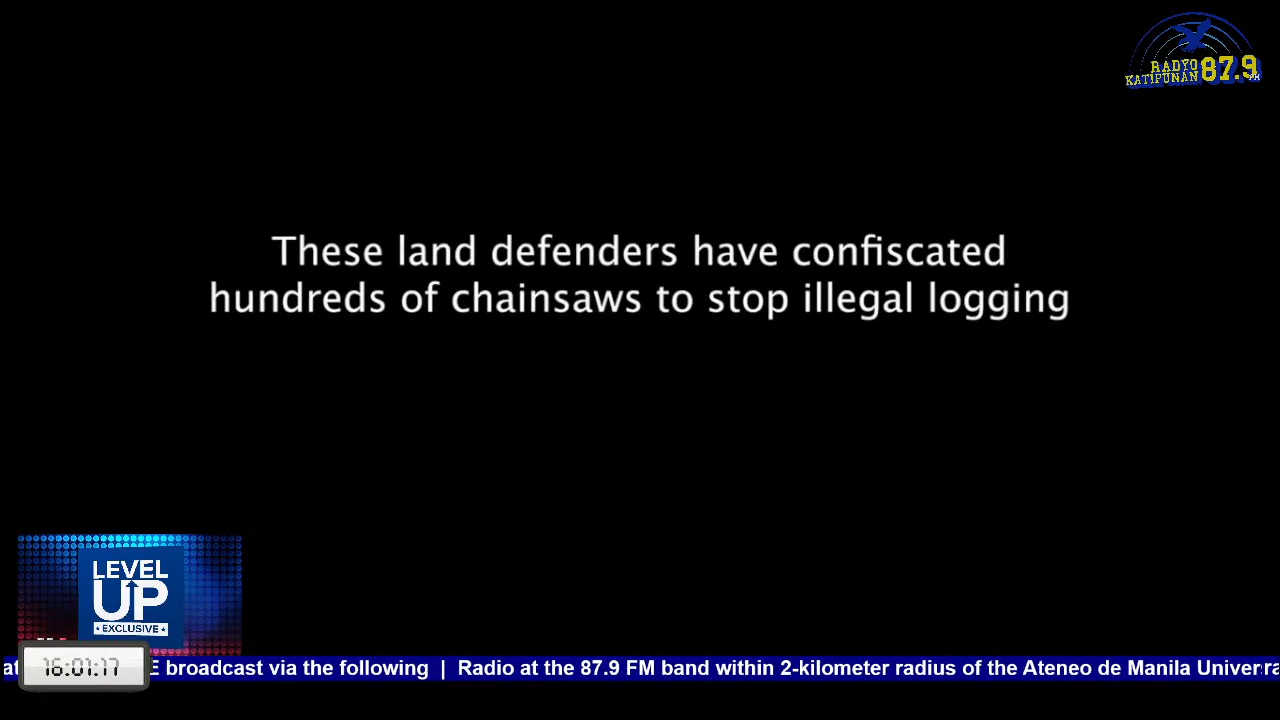 RADYO
KATIPUNAN 87.9
FM
These land defenders have confiscated
hundreds of chainsaws to stop illegal logging
LEVEL
UP
EXCLUSIVE
16:01:17
E broadcast via the following | Radio at the 87.9 FM band within 2-kilometer radius of the Ateneo de Manila Univer